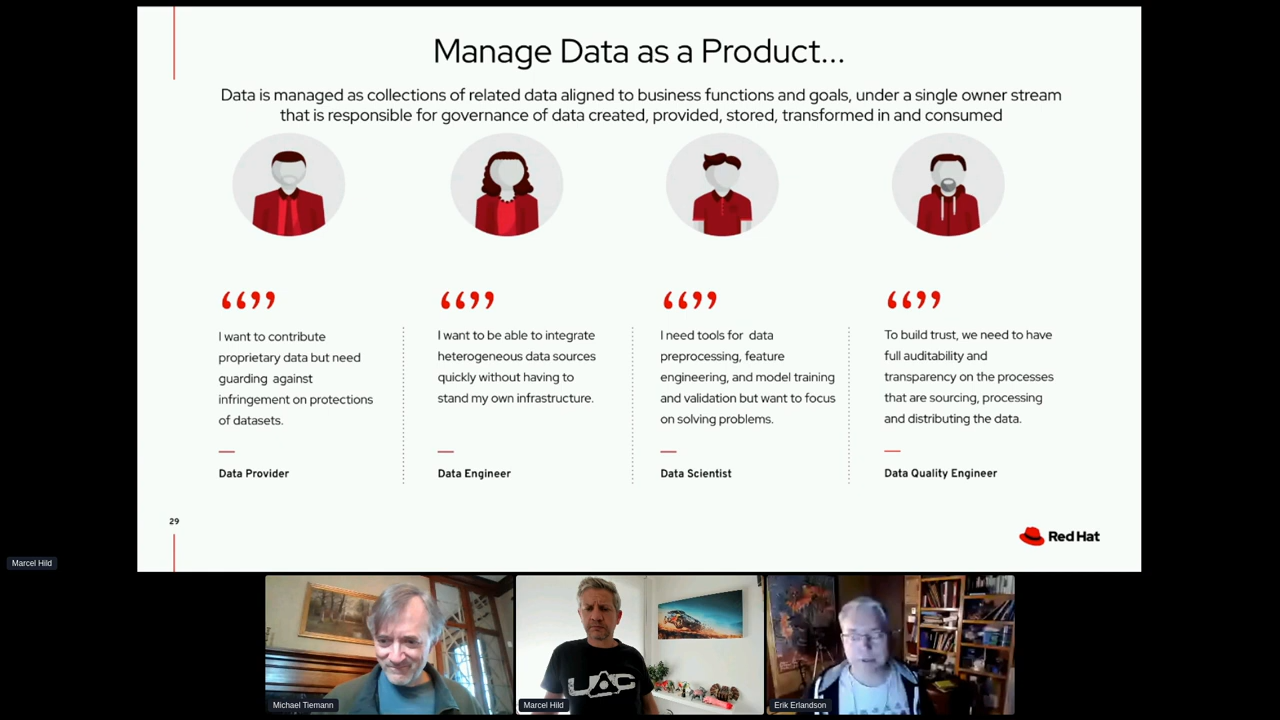 Manage Data as a Product...
Data is managed as collections of related data aligned to business functions and goals, under a single owner stream
that is responsible for governance of data created, provided, stored, transformed in and consumed
““””
I want to contribute
proprietary data but need
guarding against
infringement on protections
of datasets.
Data Provider
““””
I want to be able to integrate
heterogeneous data sources
quickly without having to
stand my own infrastructure.
Data Engineer
““””
I need tools for data
preprocessing, feature
engineering, and model training
and validation but want to focus
on solving problems.
Data Scientist
““””
To build trust, we need to have
full auditability and
transparency on the processes
that are sourcing, processing
and distributing the data.
Data Quality Engineer
29
Red Hat
Marcel Hild
UAC
Michael Tiemann
Marcel Hild
Erik Erlandson